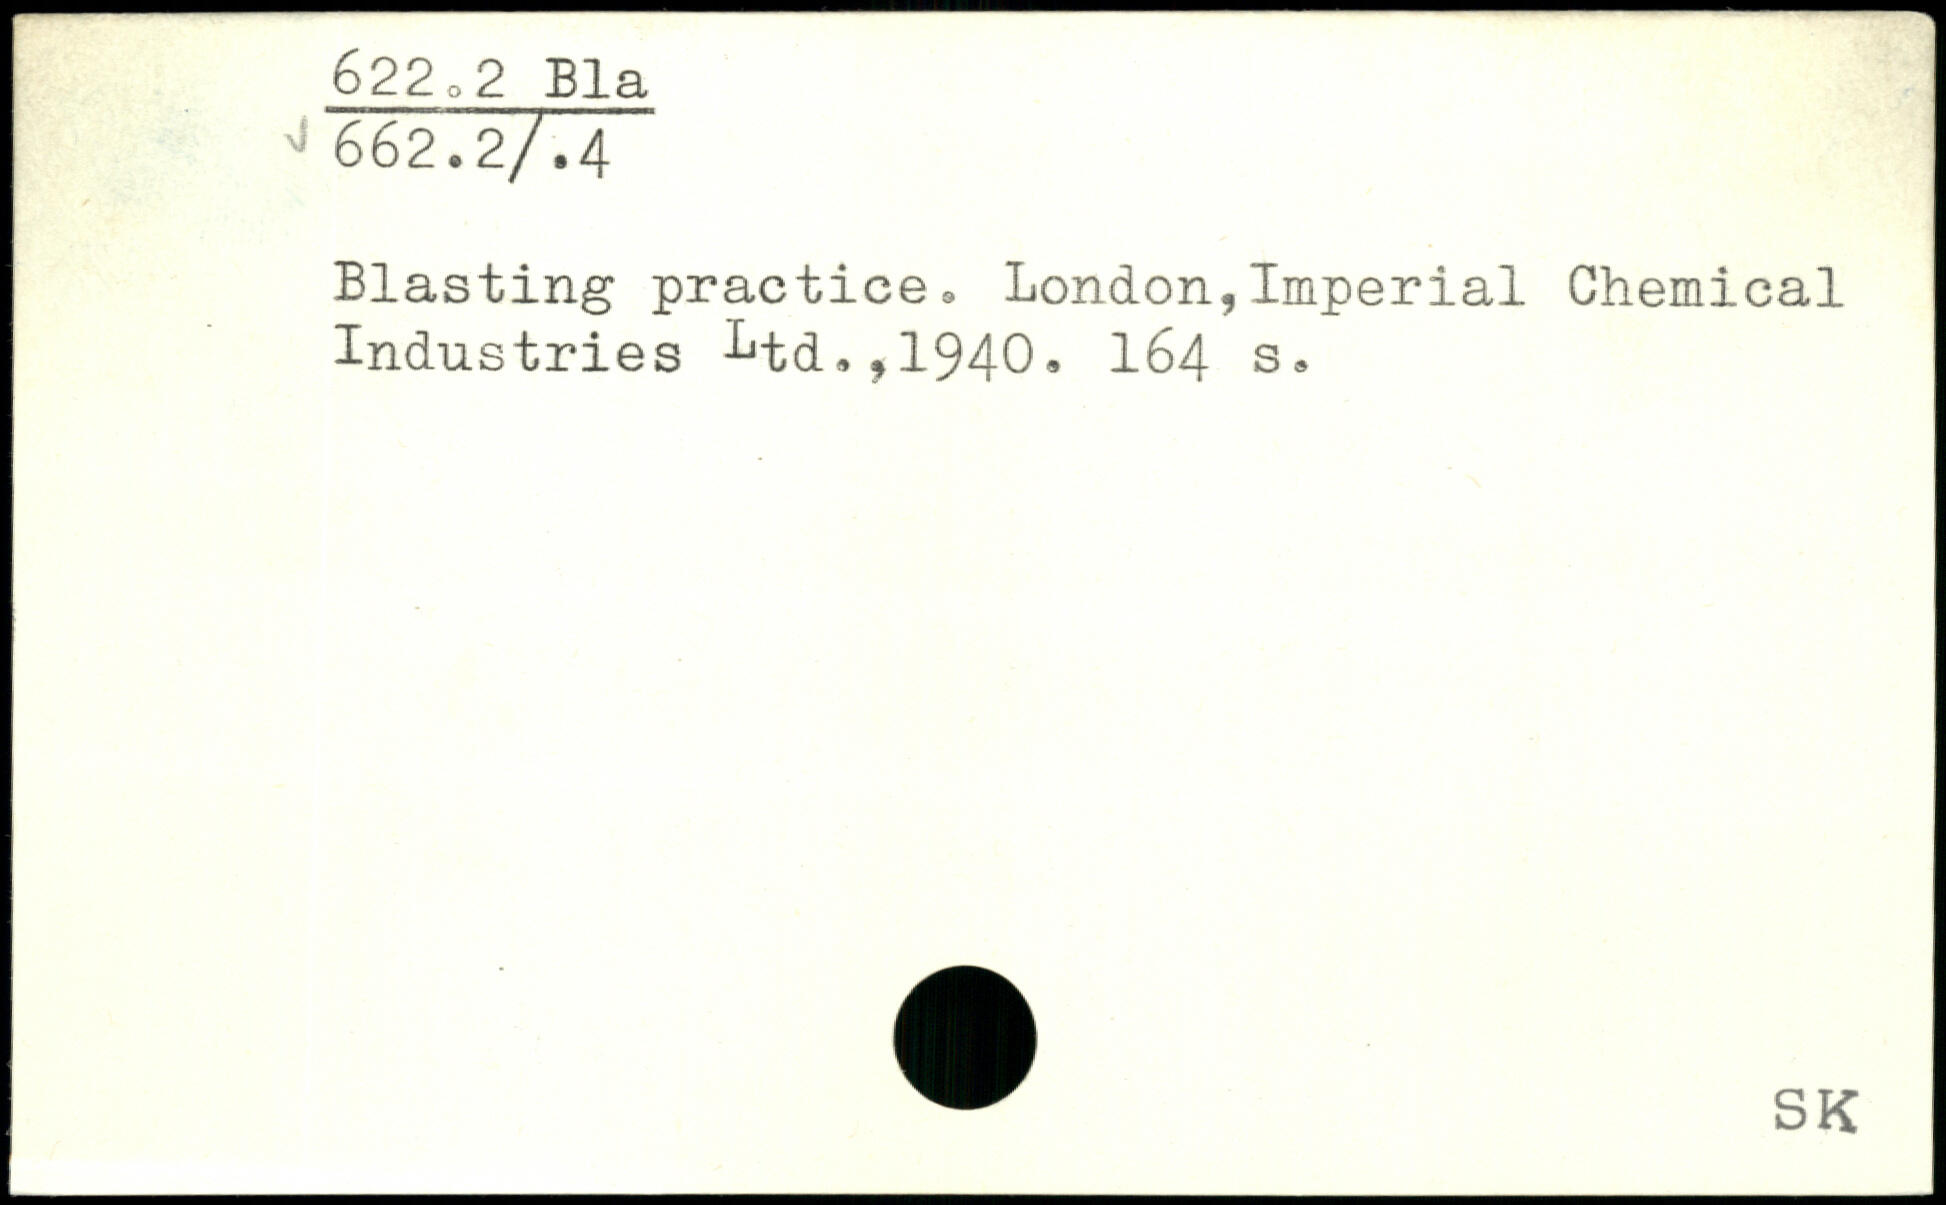 622.2 Bla
662.2/.4
Blasting practice. London,Imperial Chemical
Industries Ltd.,1940. 164 s.
SK